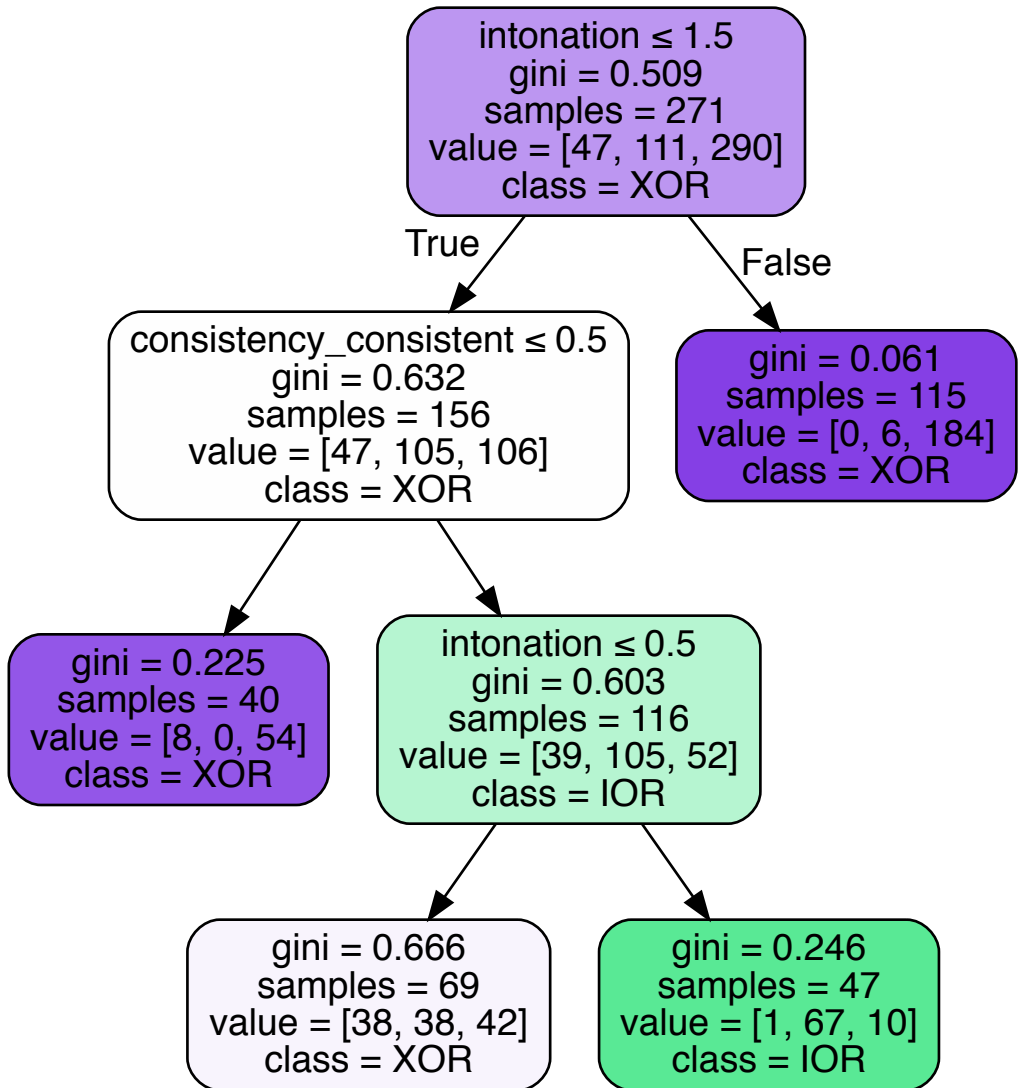 intonation ≤ 1.5
gini = 0.509
samples = 271
value = [47, 111, 290]
class = XOR
True
False
consistency_consistent ≤ 0.5
gini = 0.632
samples = 156
value = [47, 105, 106]
class = XOR
gini = 0.061
samples = 115
value = [0, 6, 184]
class = XOR
gini = 0.225
samples = 40
value = [8, 0, 54]
class = XOR
intonation ≤ 0.5
gini = 0.603
samples = 116
value = [39, 105, 52]
class = IOR
gini = 0.666
samples = 69
value = [38, 38, 42]
class = XOR
gini = 0.246
samples = 47
value = [1, 67, 10]
class = IOR